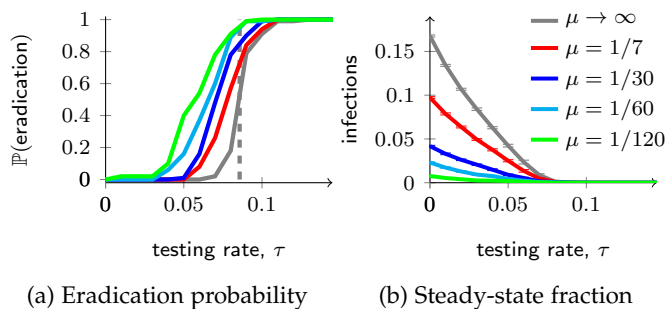 1
0.8
0.6
0.4
0.2
0
0
0.05
0.1
ℙ(eradication)
testing rate, τ
(a) Eradication probability
0.15
0.1
0.05
0
0
0.05
0.1
infections
μ → ∞
μ = 1/7
μ = 1/30
μ = 1/60
μ = 1/120
testing rate, τ
(b) Steady-state fraction